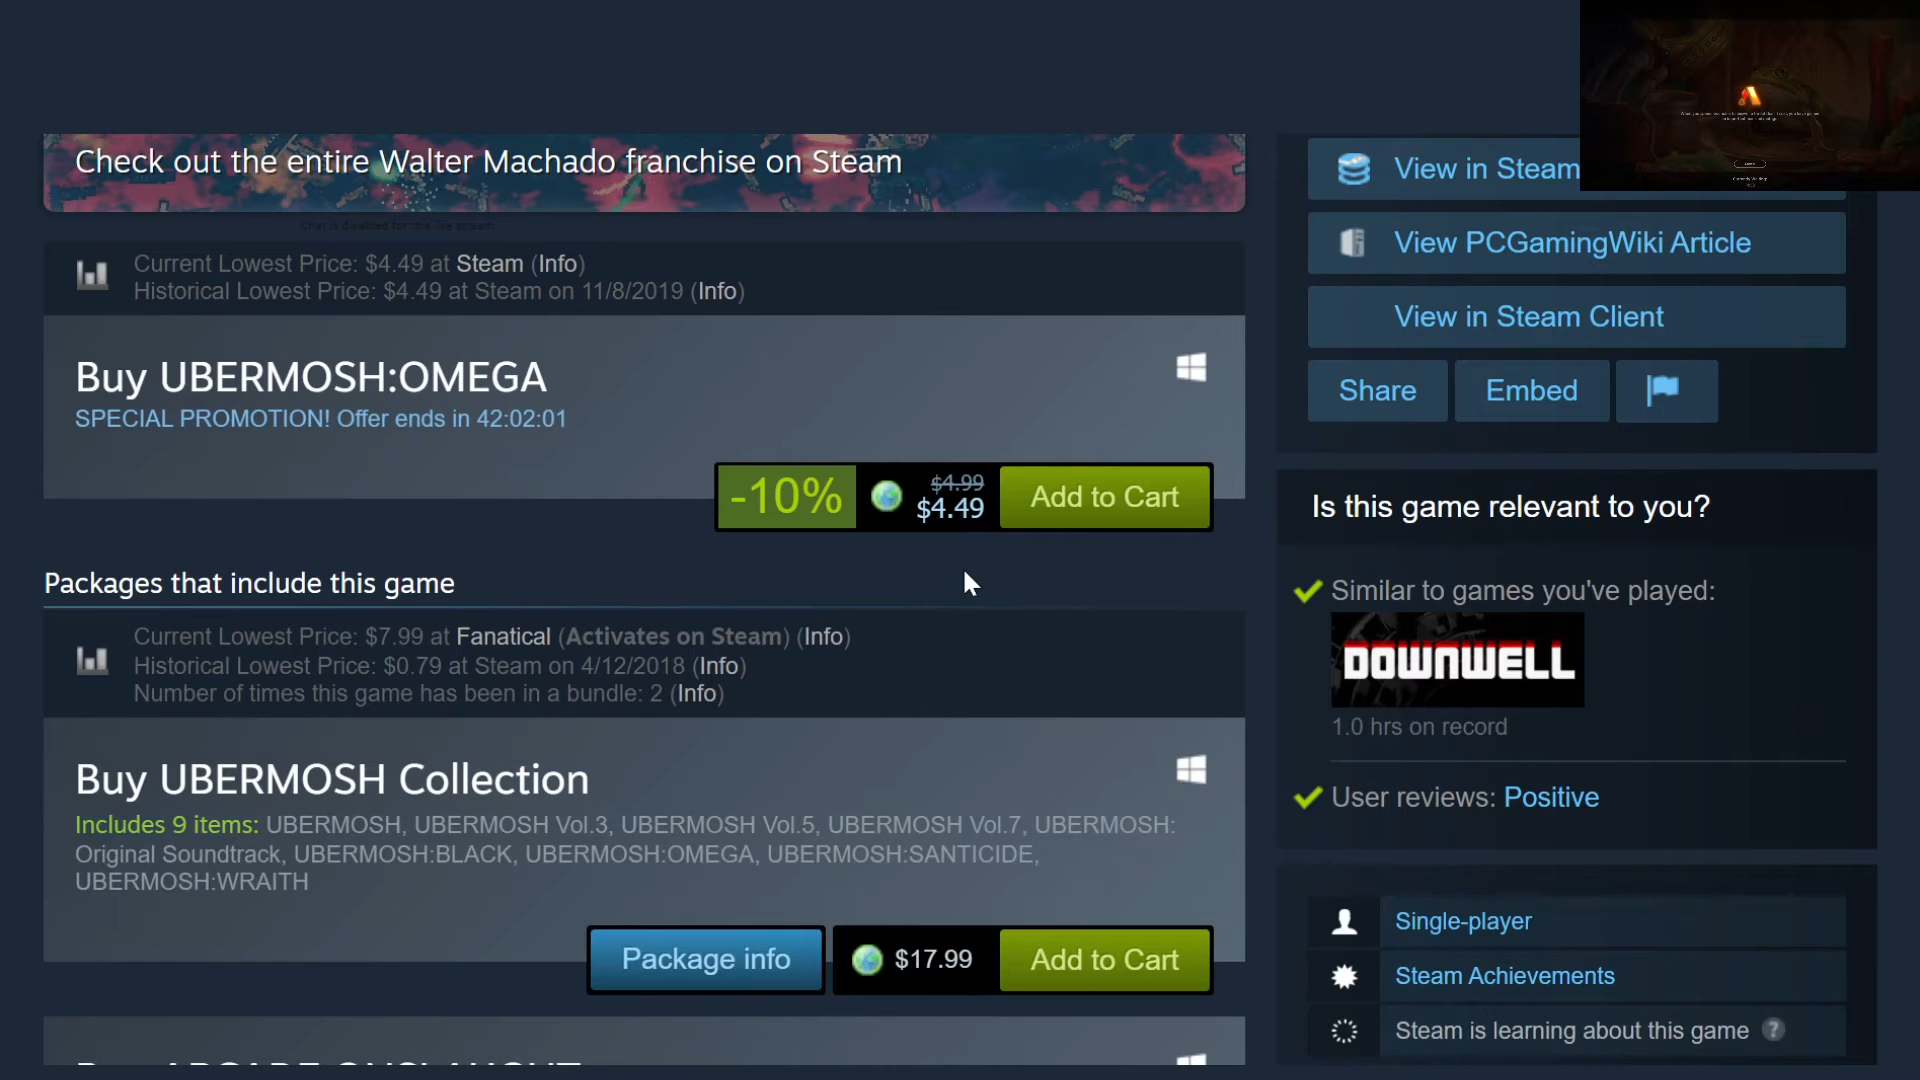 Check out the entire Walter Machado franchise on Steam
Chat is disabled for this live stream
Current Lowest Price: $4.49 at Steam (Info)
Historical Lowest Price: $4.49 at Steam on 11/8/2019 (Info)
Buy UBERMOSH:OMEGA
SPECIAL PROMOTION! Offer ends in 42:02:01
-10%
$4.99
$4.49
Add to Cart
Packages that include this game
Current Lowest Price: $7.99 at Fanatical (Activates on Steam) (Info)
Historical Lowest Price: $0.79 at Steam on 4/12/2018 (Info)
Number of times this game has been in a bundle: 2 (Info)
Buy UBERMOSH Collection
Includes 9 items: UBERMOSH, UBERMOSH Vol.3, UBERMOSH Vol.5, UBERMOSH Vol.7, UBERMOSH:
Original Soundtrack, UBERMOSH:BLACK, UBERMOSH:OMEGA, UBERMOSH:SANTICIDE,
UBERMOSH:WRAITH
Package info
$17.99
Add to Cart
View in Steam
View PCGamingWiki Article
View in Steam Client
Share
Embed
Is this game relevant to you?
Similar to games you've played:
DOWNWELL
1.0 hrs on record
User reviews: Positive
Single-player
Steam Achievements
Steam is learning about this game ?